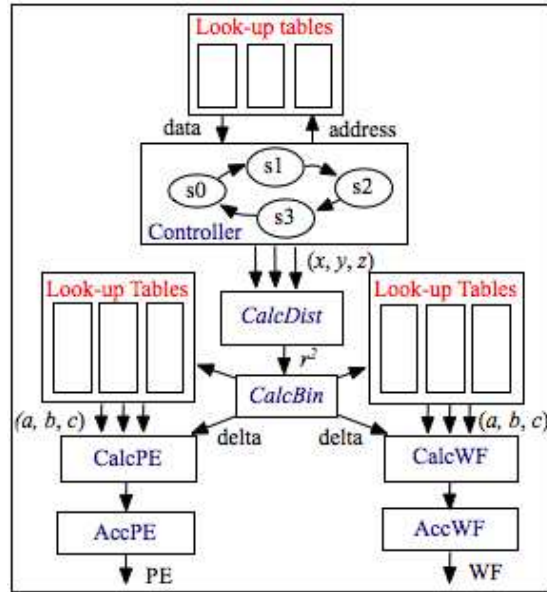 Look-up tables
data
address
s0
s1
s2
s3
Controller
(x, y, z)
Look-up Tables
Look-up Tables
CalcDist
r²
CalcBin
(a, b, c)
(a, b, c)
delta
delta
CalcPE
CalcWF
AccPE
AccWF
PE
WF